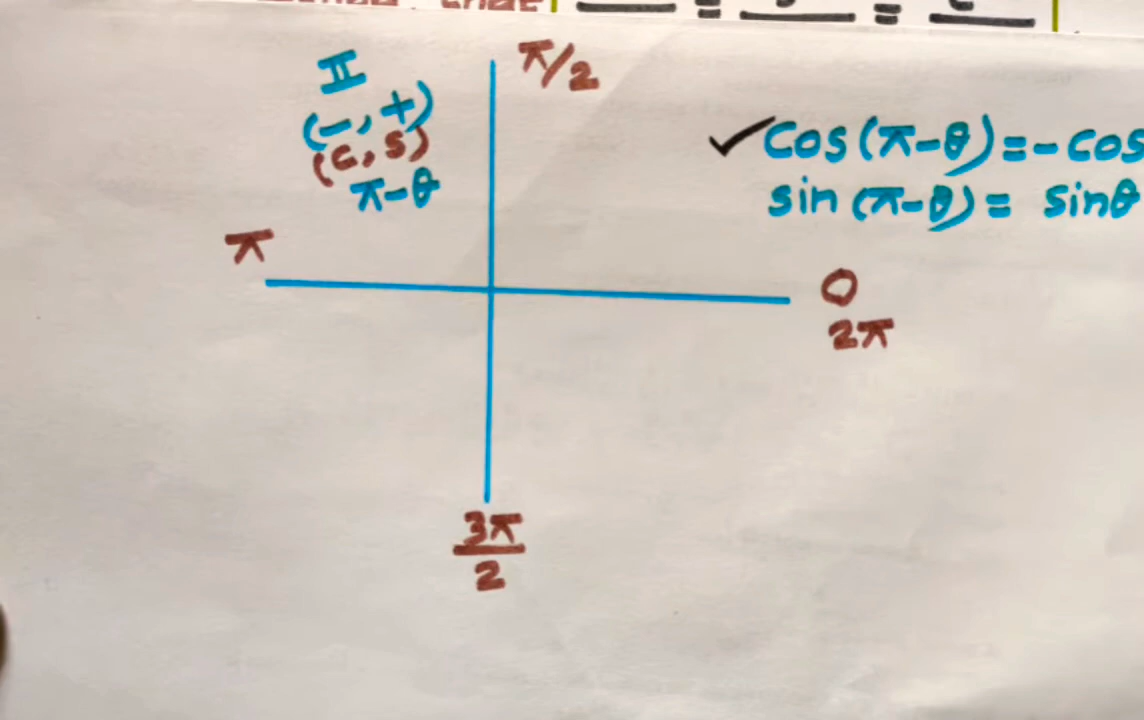 π/2
II
(-, +)
(c, s)
π-θ
✓cos(π-θ)=-cos
sin(π-θ)= sinθ
π
0
2π
3π
2